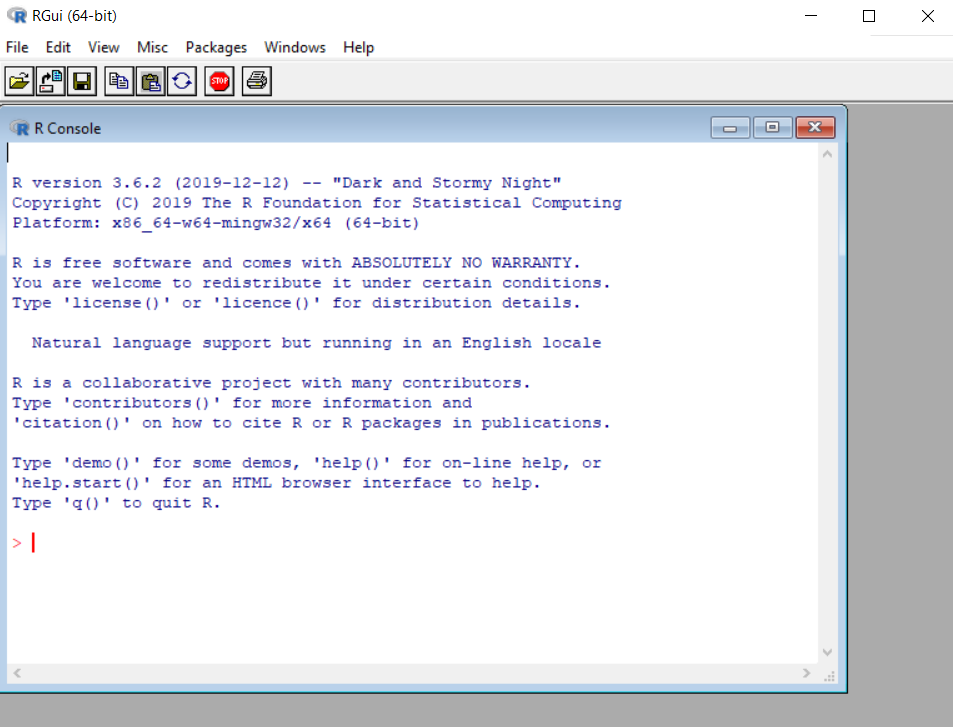 RGui (64-bit)
File Edit View Misc Packages Windows Help
STOP
R Console
R version 3.6.2 (2019-12-12) -- "Dark and Stormy Night"
Copyright (C) 2019 The R Foundation for Statistical Computing
Platform: x86_64-w64-mingw32/x64 (64-bit)
R is free software and comes with ABSOLUTELY NO WARRANTY.
You are welcome to redistribute it under certain conditions.
Type 'license()' or 'licence()' for distribution details.
Natural language support but running in an English locale
R is a collaborative project with many contributors.
Type 'contributors()' for more information and
'citation()' on how to cite R or R packages in publications.
Type 'demo()' for some demos, 'help()' for on-line help, or
'help.start()' for an HTML browser interface to help.
Type 'q()' to quit R.
>